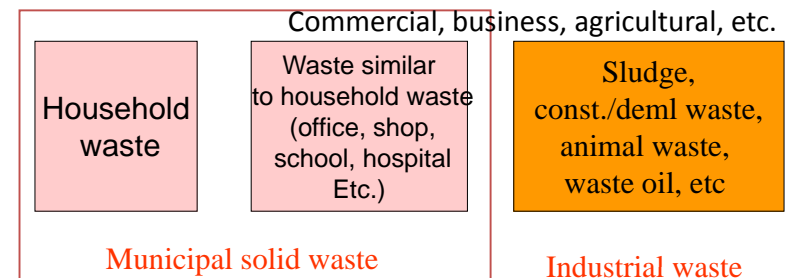 Commercial, business, agricultural, etc.
Household
waste
Waste similar
to household waste
(office, shop,
school, hospital
Etc.)
Sludge,
const./deml waste,
animal waste,
waste oil, etc
Municipal solid waste
Industrial waste